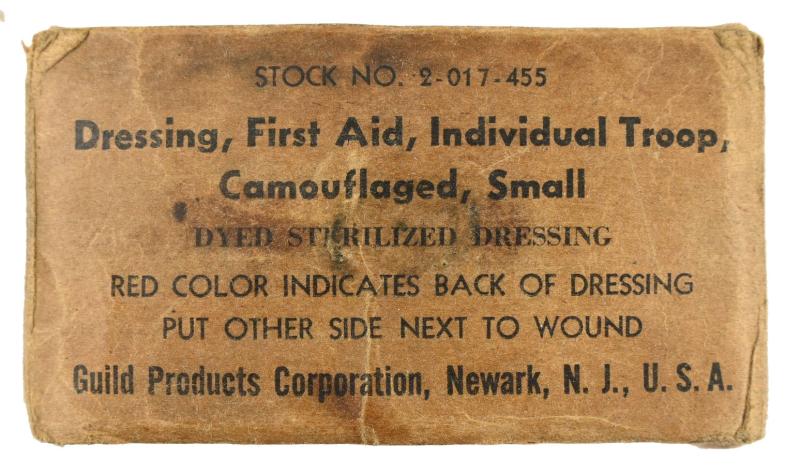 STOCK NO. 2-017-455
Dressing, First Aid, Individual Troop,
Camouflaged, Small
DYED STERILIZED DRESSING
RED COLOR INDICATES BACK OF DRESSING
PUT OTHER SIDE NEXT TO WOUND
Guild Products Corporation, Newark, N. J., U. S. A.